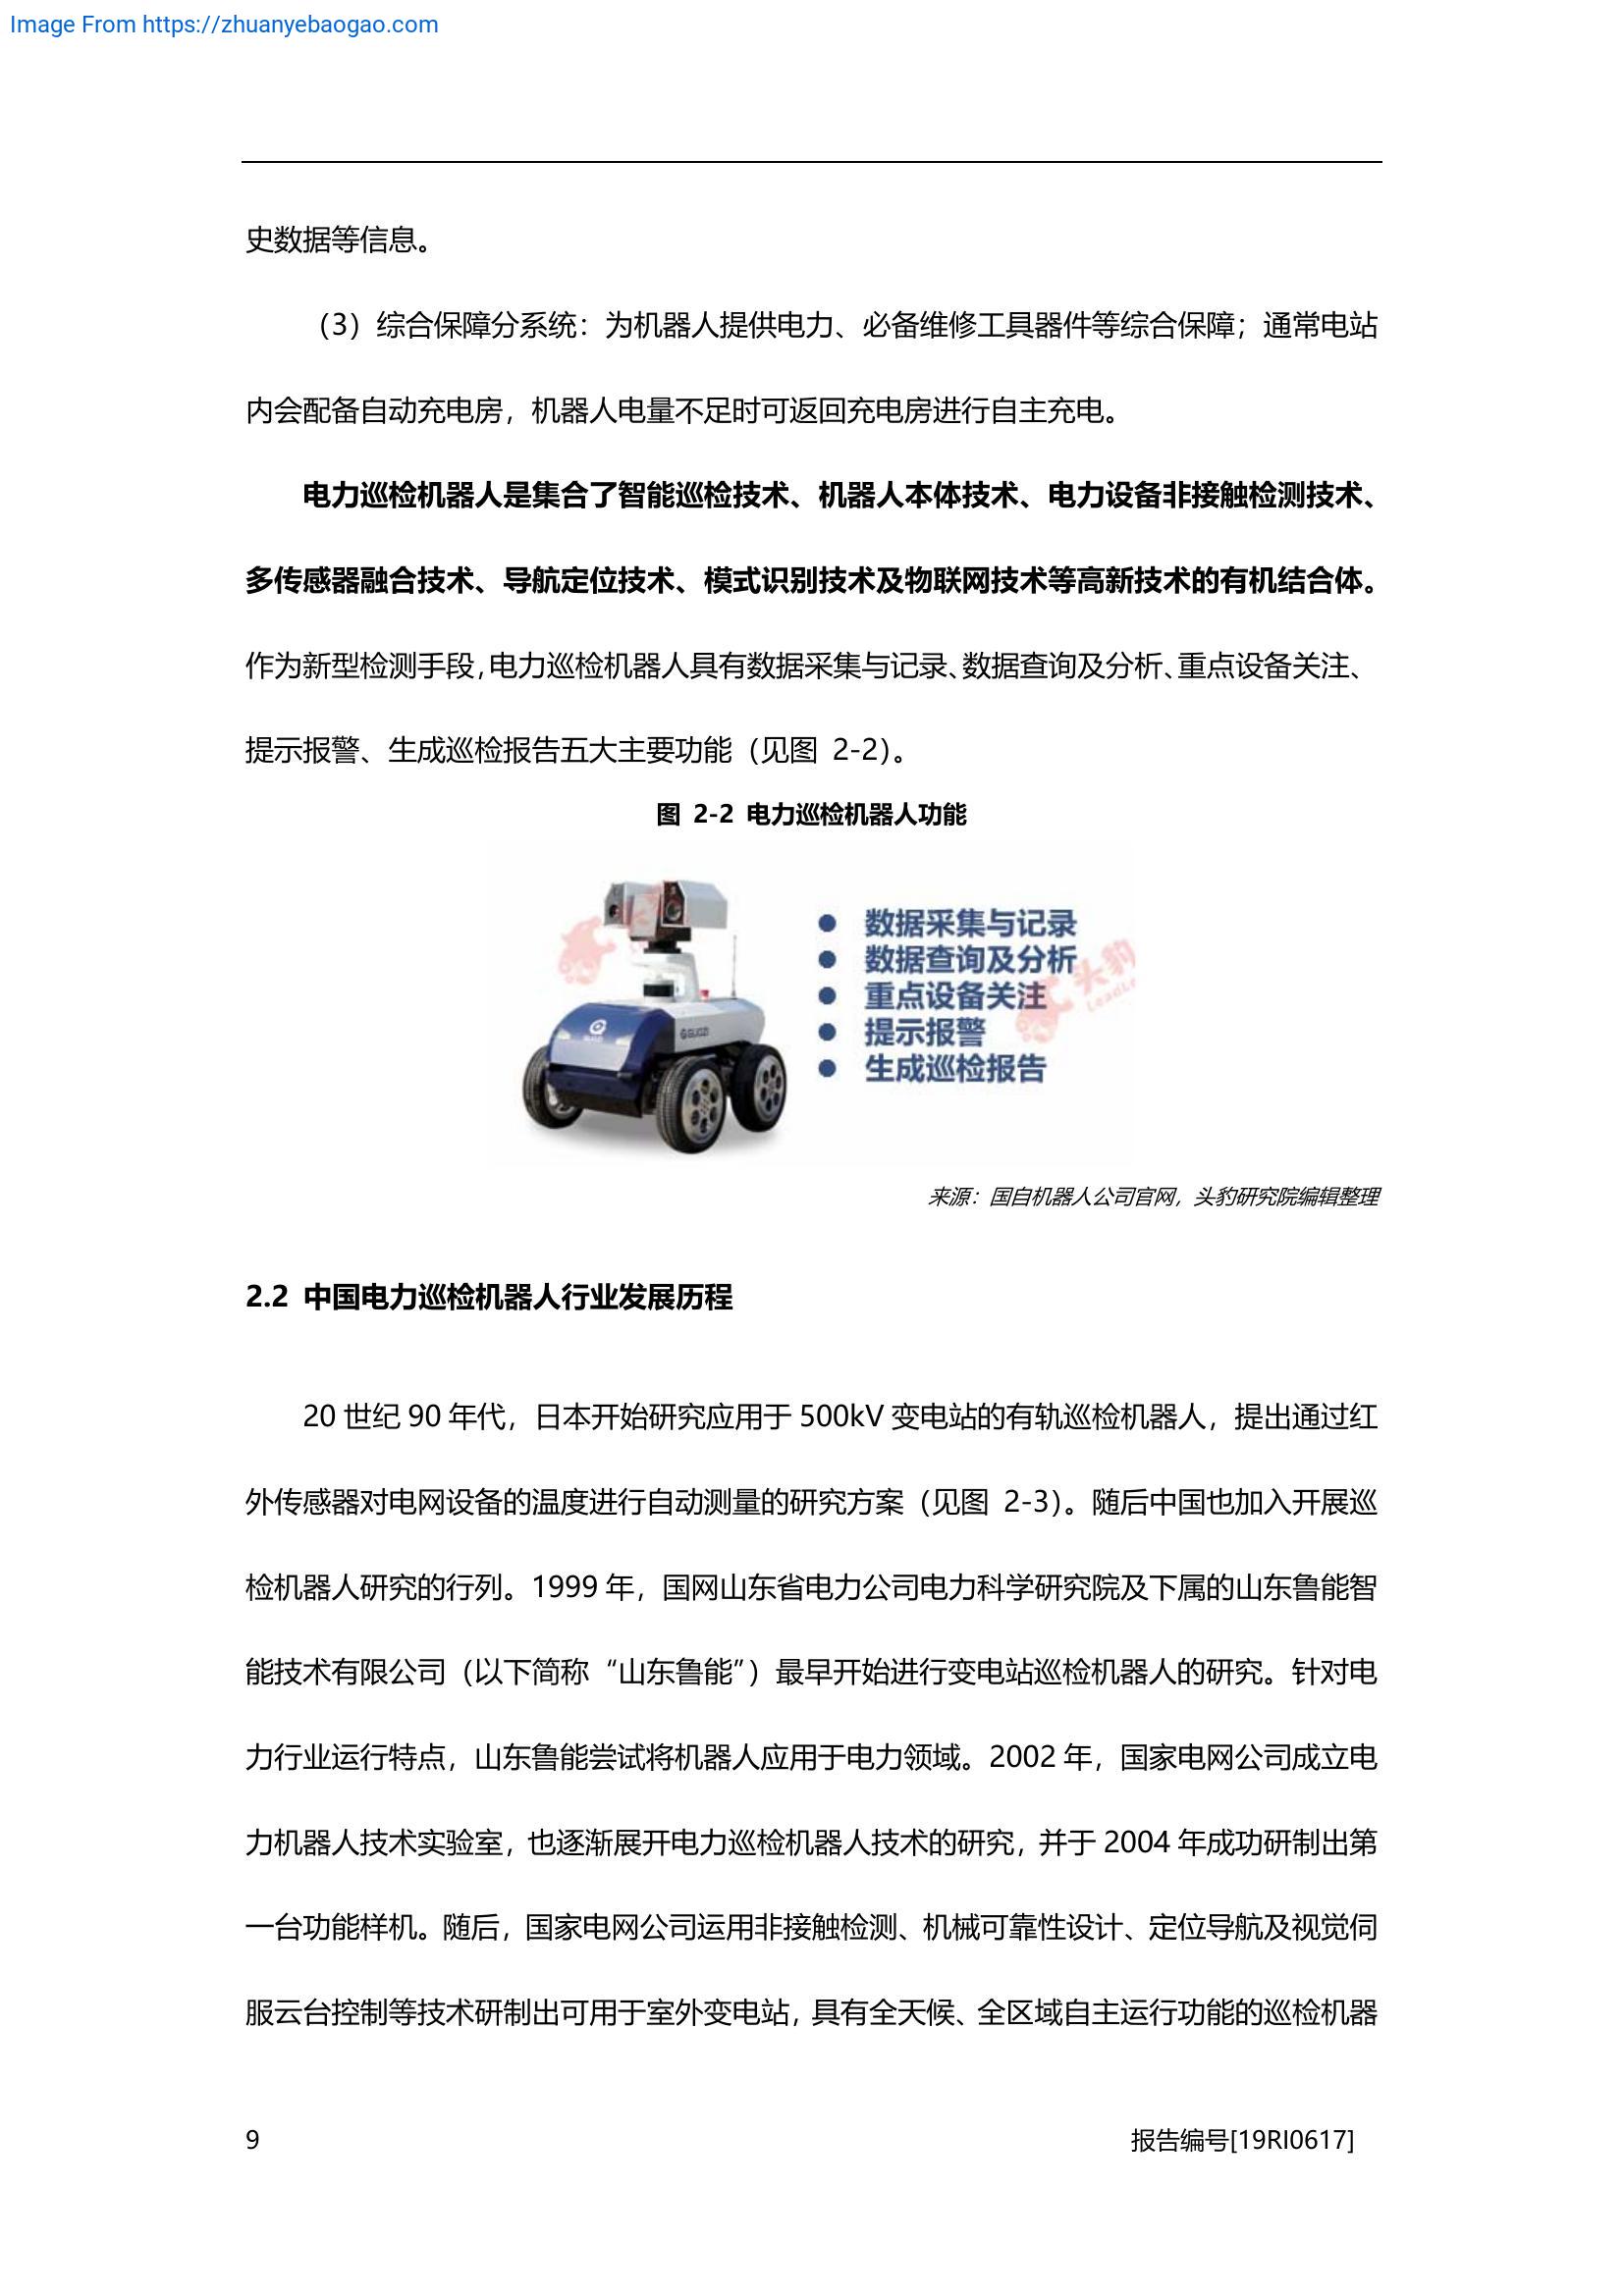 Image From https://zhuanyebaogao.com
史数据等信息。
（3）综合保障分系统：为机器人提供电力、必备维修工具器件等综合保障；通常电站
内会配备自动充电房，机器人电量不足时可返回充电房进行自主充电。
电力巡检机器人是集合了智能巡检技术、机器人本体技术、电力设备非接触检测技术、
多传感器融合技术、导航定位技术、模式识别技术及物联网技术等高新技术的有机结合体。
作为新型检测手段，电力巡检机器人具有数据采集与记录、数据查询及分析、重点设备关注、
提示报警、生成巡检报告五大主要功能（见图 2-2）。
图 2-2 电力巡检机器人功能
GUOZI
● 数据采集与记录
● 数据查询及分析
● 重点设备关注
● 提示报警
● 生成巡检报告
头豹
LeadLe
来源：国自机器人公司官网，头豹研究院编辑整理
2.2 中国电力巡检机器人行业发展历程
20 世纪 90 年代，日本开始研究应用于 500kV 变电站的有轨巡检机器人，提出通过红
外传感器对电网设备的温度进行自动测量的研究方案（见图 2-3）。随后中国也加入开展巡
检机器人研究的行列。1999 年，国网山东省电力公司电力科学研究院及下属的山东鲁能智
能技术有限公司（以下简称“山东鲁能”）最早开始进行变电站巡检机器人的研究。针对电
力行业运行特点，山东鲁能尝试将机器人应用于电力领域。2002 年，国家电网公司成立电
力机器人技术实验室，也逐渐展开电力巡检机器人技术的研究，并于 2004 年成功研制出第
一台功能样机。随后，国家电网公司运用非接触检测、机械可靠性设计、定位导航及视觉伺
服云台控制等技术研制出可用于室外变电站，具有全天候、全区域自主运行功能的巡检机器
9
报告编号[19RI0617]